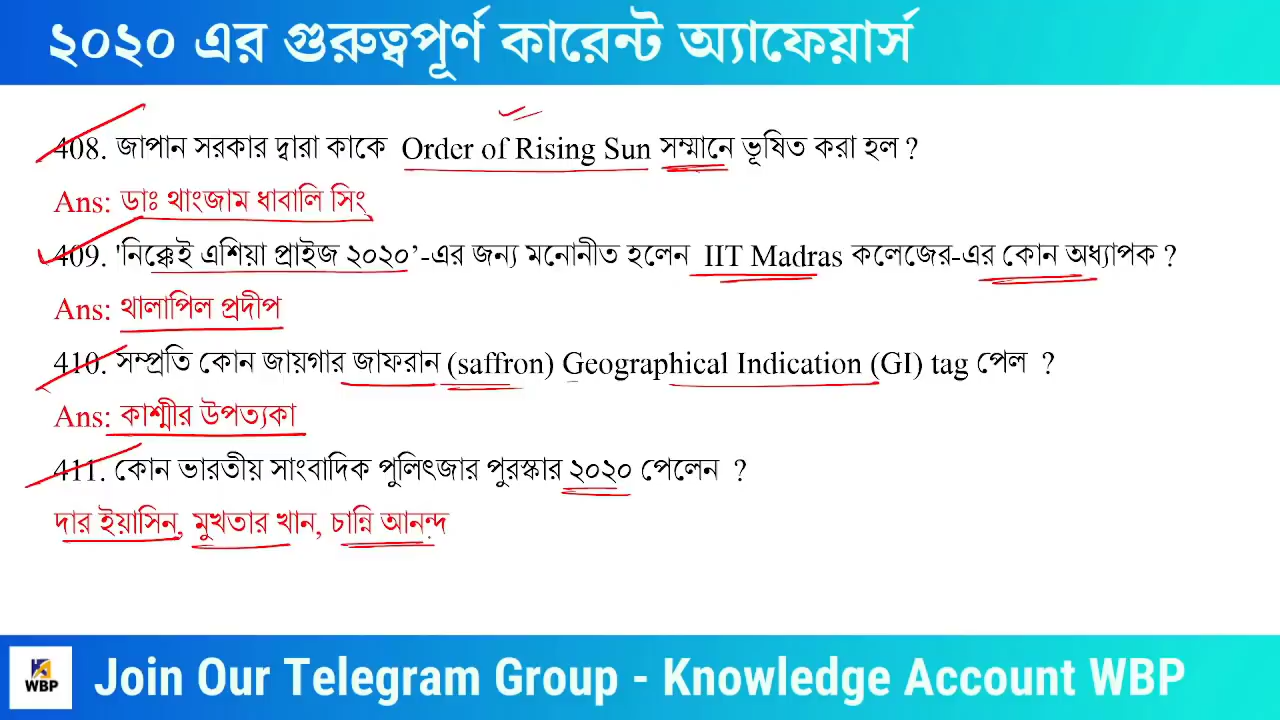 ২০২০ এর গুরুত্বপূর্ণ কারেন্ট অ্যাফেয়ার্স
408. জাপান সরকার দ্বারা কাকে Order of Rising Sun সম্মানে ভূষিত করা হল ?
Ans: ডাঃ থাংজাম ধাবালি সিং
409. 'নিক্কেই এশিয়া প্রাইজ ২০২০’-এর জন্য মনোনীত হলেন IIT Madras কলেজের-এর কোন অধ্যাপক ?
Ans: থালাপিল প্রদীপ
410. সম্প্রতি কোন জায়গার জাফরান (saffron) Geographical Indication (GI) tag পেল ?
Ans: কাশ্মীর উপত্যকা
411. কোন ভারতীয় সাংবাদিক পুলিৎজার পুরস্কার ২০২০ পেলেন ?
দার ইয়াসিন, মুখতার খান, চান্নি আনন্দ
WBP
Join Our Telegram Group - Knowledge Account WBP